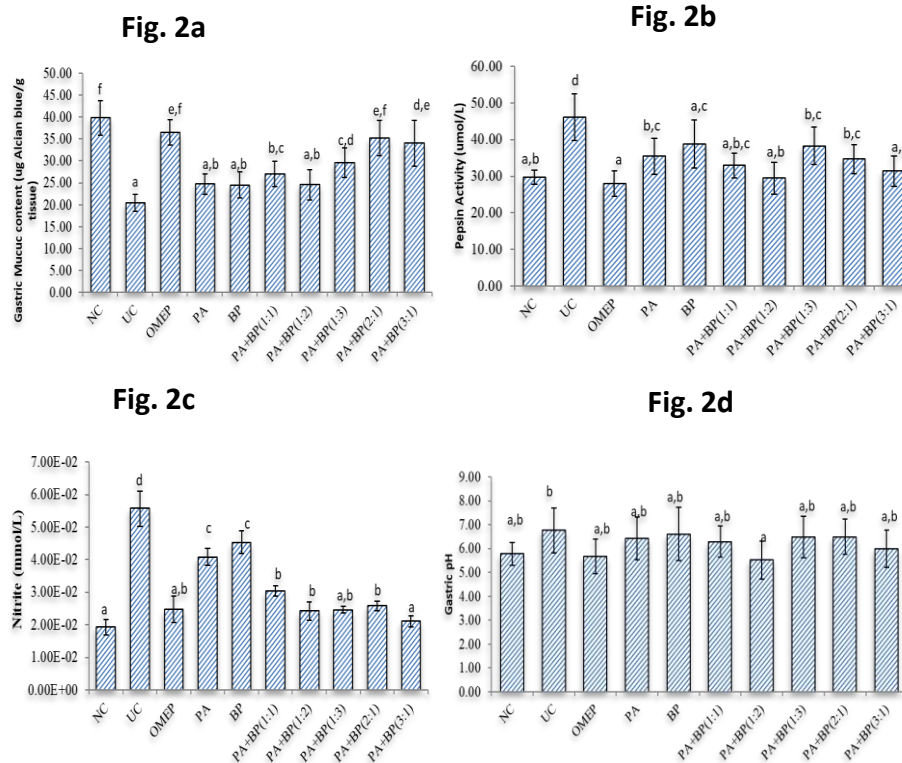 Fig. 2a
Gastric Mucuc content (ug Alcian blue/g
tissue)
50.00
45.00
40.00
35.00
30.00
25.00
20.00
15.00
10.00
5.00
0.00
f
a
e,f
a,b
a,b
b,c
a,b
c,d
e,f
d,e
NC
UC
OMEP
PA
BP
PA+BP(1:1)
PA+BP(1:2)
PA+BP(1:3)
PA+BP(2:1)
PA+BP(3:1)
Fig. 2b
Pepsin Activity (umol/L)
60.00
50.00
40.00
30.00
20.00
10.00
0.00
a,b
d
a
b,c
a,c
a,b,c
a,b
b,c
b,c
a,
NC
UC
OMEP
PA
BP
PA+BP(1:1)
PA+BP(1:2)
PA+BP(1:3)
PA+BP(2:1)
PA+BP(3:1)
Fig. 2c
Nitrite (mmol/L)
7.00E-02
6.00E-02
5.00E-02
4.00E-02
3.00E-02
2.00E-02
1.00E-02
0.00E+00
a
d
a,b
c
c
b
b
a,b
b
a
NC
UC
OMEP
PA
BP
PA+BP(1:1)
PA+BP(1:2)
PA+BP(1:3)
PA+BP(2:1)
PA+BP(3:1)
Fig. 2d
Gastric pH
9.00
8.00
7.00
6.00
5.00
4.00
3.00
2.00
1.00
0.00
a,b
b
a,b
a,b
a,b
a,b
a
a,b
a,b
a,b
NC
UC
OMEP
PA
BP
PA+BP(1:1)
PA+BP(1:2)
PA+BP(1:3)
PA+BP(2:1)
PA+BP(3:1)